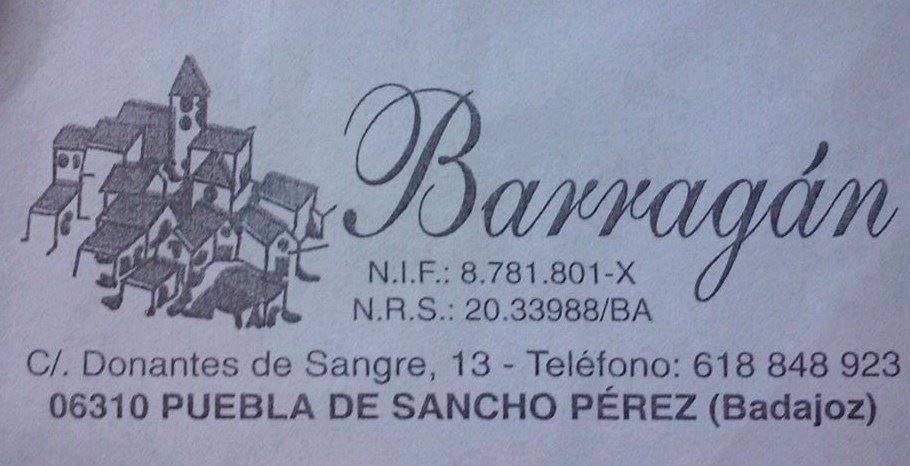 Barragán
N.I.F.: 8.781.801-X
N.R.S.: 20.33988/BA
C/. Donantes de Sangre, 13 - Teléfono: 618 848 923
06310 PUEBLA DE SANCHO PÉREZ (Badajoz)